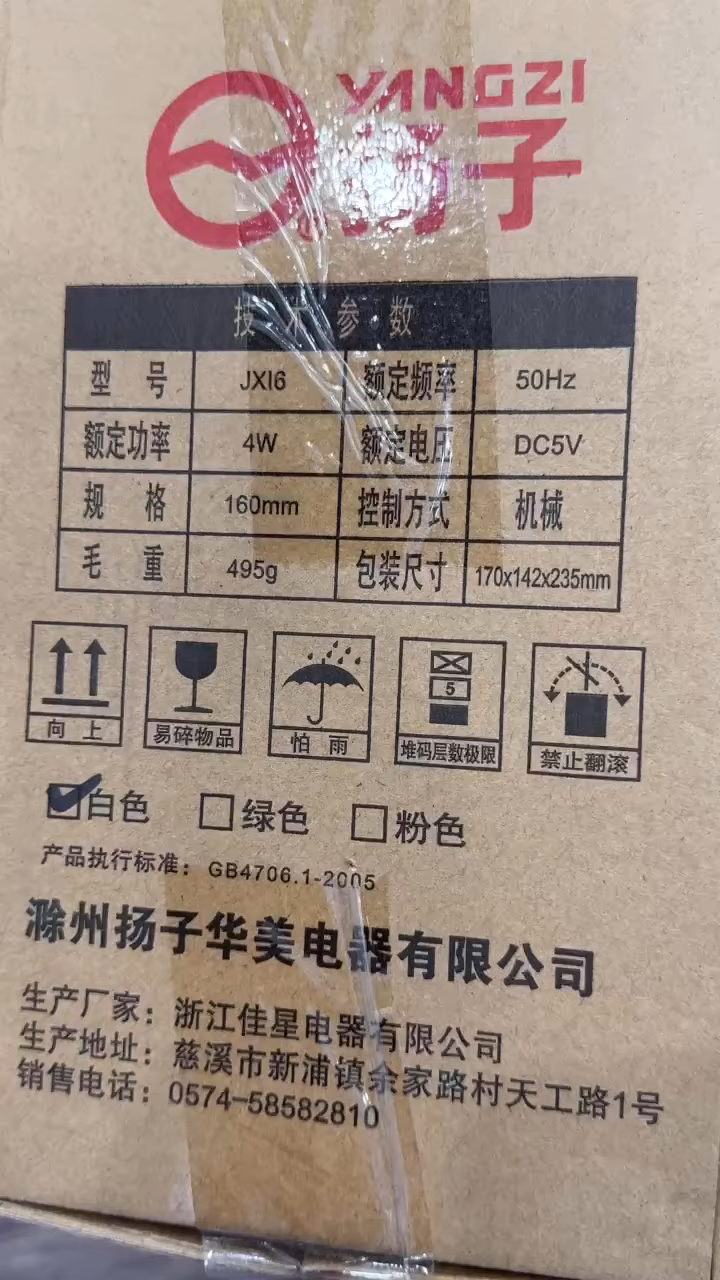 YANGZI
扬子
技术参数
型号 JXI6 额定频率 50Hz
额定功率 4W 额定电压 DC5V
规格 160mm 控制方式 机械
毛重 495g 包装尺寸 170x142x235mm
5
向上 易碎物品 怕雨 堆码层数极限 禁止翻滚
白色 绿色 粉色
产品执行标准：GB4706.1-2005
滁州扬子华美电器有限公司
生产厂家：浙江佳星电器有限公司
生产地址：慈溪市新浦镇余家路村天工路1号
销售电话：0574-58582810